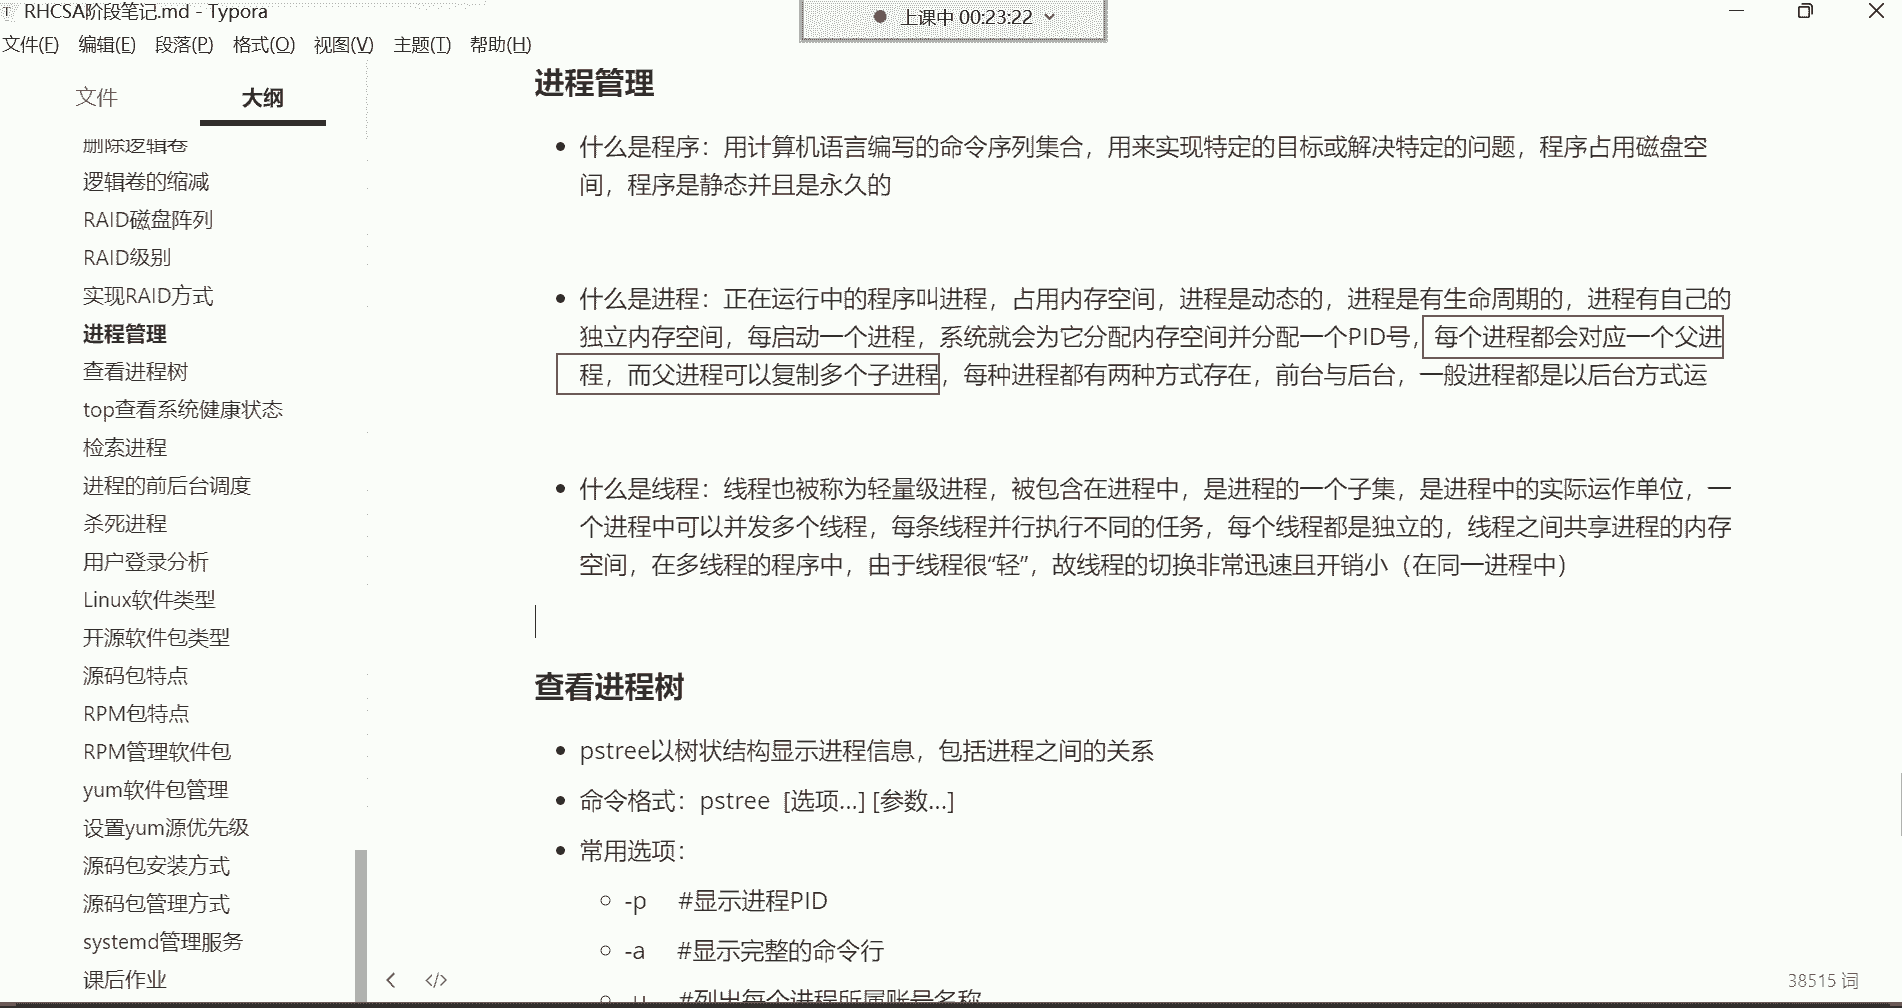 RHCSA阶段笔记.md - Typora
上课中 00:23:22
文件(F) 编辑(E) 段落(P) 格式(O) 视图(V) 主题(T) 帮助(H)
文件 大纲
删除逻辑卷
逻辑卷的缩减
RAID磁盘阵列
RAID级别
实现RAID方式
进程管理
查看进程树
top查看系统健康状态
检索进程
进程的前后台调度
杀死进程
用户登录分析
Linux软件类型
开源软件包类型
源码包特点
RPM包特点
RPM管理软件包
yum软件包管理
设置yum源优先级
源码包安装方式
源码包管理方式
systemd管理服务
课后作业
进程管理
什么是程序：用计算机语言编写的命令序列集合，用来实现特定的目标或解决特定的问题，程序占用磁盘空
间，程序是静态并且是永久的
什么是进程：正在运行中的程序叫进程，占用内存空间，进程是动态的，进程是有生命周期的，进程有自己的
独立内存空间，每启动一个进程，系统就会为它分配内存空间并分配一个PID号，每个进程都会对应一个父进
程，而父进程可以复制多个子进程，每种进程都有两种方式存在，前台与后台，一般进程都是以后台方式运
什么是线程：线程也被称为轻量级进程，被包含在进程中，是进程的一个子集，是进程中的实际运作单位，一
个进程中可以并发多个线程，每条线程并行执行不同的任务，每个线程都是独立的，线程之间共享进程的内存
空间，在多线程的程序中，由于线程很“轻”，故线程的切换非常迅速且开销小（在同一进程中）
查看进程树
pstree以树状结构显示进程信息，包括进程之间的关系
命令格式：pstree [选项...] [参数...]
常用选项：
-p #显示进程PID
-a #显示完整的命令行
-u #列出每个进程所属账号名称
38515 词